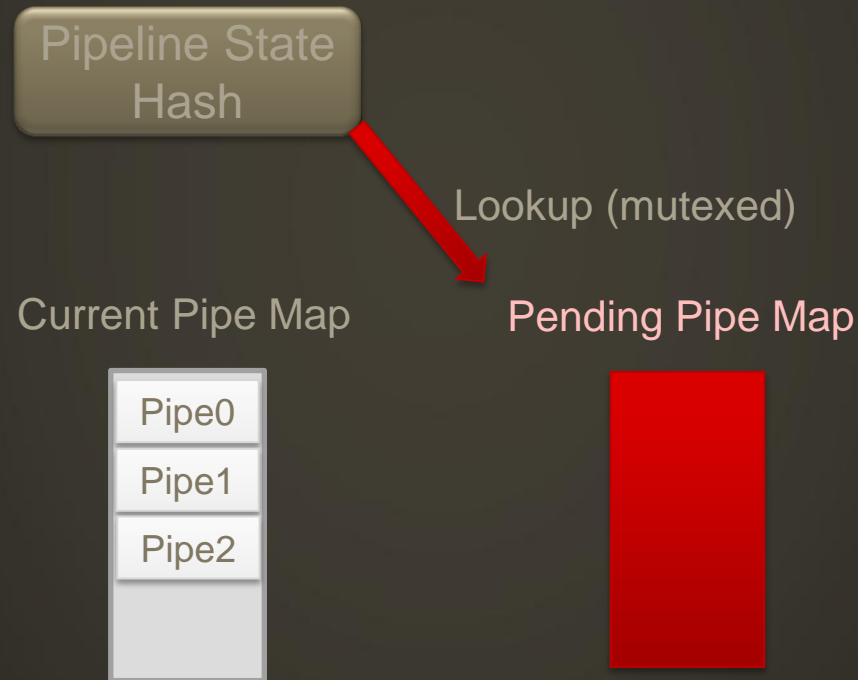 Pipeline State
Hash
Lookup (mutexed)
Current Pipe Map
Pending Pipe Map
Pipe0
Pipe1
Pipe2